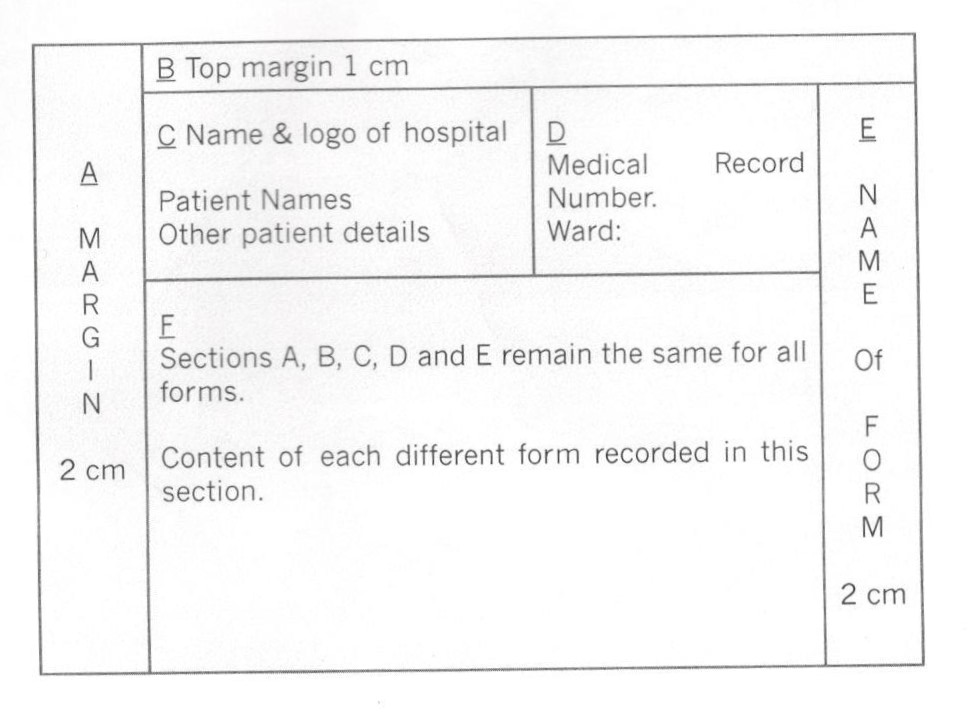 A
M
A
R
G
I
N
2 cm
B Top margin 1 cm
C Name & logo of hospital
Patient Names
Other patient details
D
Medical Record
Number.
Ward:
E
N
A
M
E
Of
F
O
R
M
2 cm
F
Sections A, B, C, D and E remain the same for all
forms.
Content of each different form recorded in this
section.